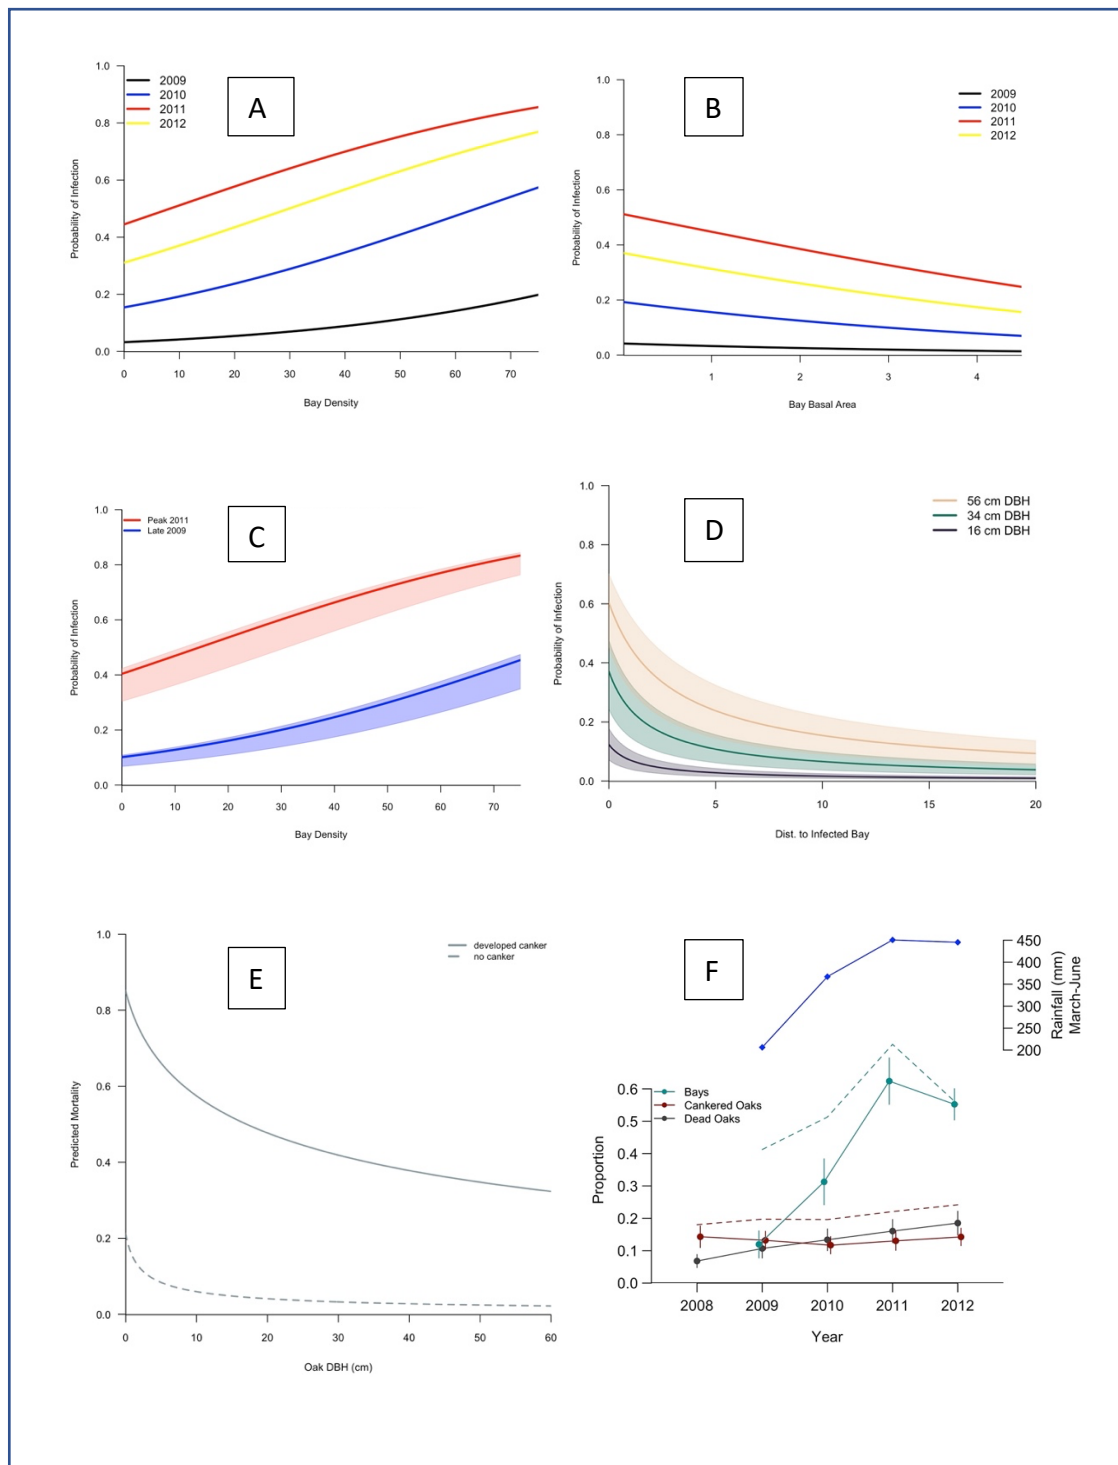 A
1.0
0.8
0.6
0.4
0.2
0.0
Probability of Infection
2009
2010
2011
2012
0 10 20 30 40 50 60 70
Bay Density
B
1.0
0.8
0.6
0.4
0.2
0.0
Probability of Infection
2009
2010
2011
2012
1 2 3 4
Bay Basal Area
C
1.0
0.8
0.6
0.4
0.2
0.0
Probability of Infection
Peak 2011
Late 2009
0 10 20 30 40 50 60 70
Bay Density
D
1.0
0.8
0.6
0.4
0.2
0.0
Probability of Infection
56 cm DBH
34 cm DBH
16 cm DBH
0 5 10 15 20
Dist. to Infected Bay
E
1.0
0.8
0.6
0.4
0.2
0.0
Predicted Mortality
developed canker
no canker
0 10 20 30 40 50 60
Oak DBH (cm)
F
450
400
350
300
250
200
Rainfall (mm)
March-June
0.6
0.5
0.4
0.3
0.2
0.1
0.0
Proportion
Bays
Cankered Oaks
Dead Oaks
2008 2009 2010 2011 2012
Year